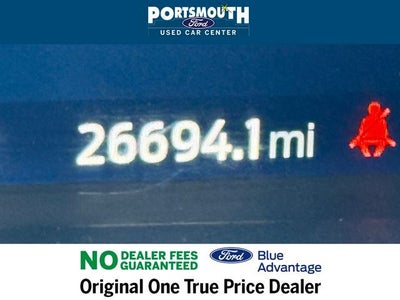 PORTSMOUTH
Ford
USED CAR CENTER
26694.1 mi
NO DEALER FEES
GUARANTEED
Ford
Blue
Advantage
Original One True Price Dealer